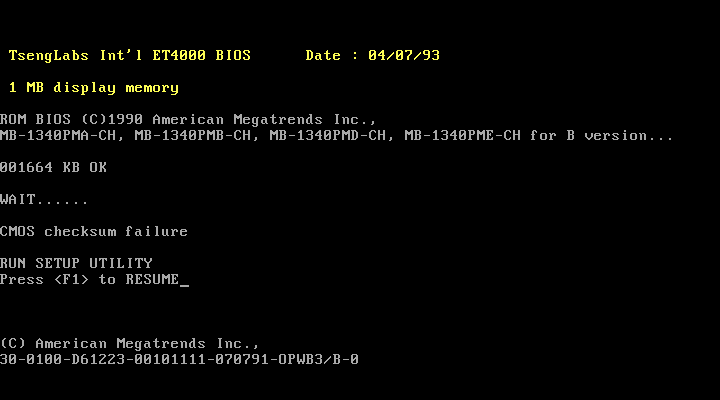 TsengLabs Int'l ET4000 BIOS Date : 04/07/93
1 MB display memory
ROM BIOS (C)1990 American Megatrends Inc.,
MB-1340PMA-CH, MB-1340PMB-CH, MB-1340PMD-CH, MB-1340PME-CH for B version...
001664 KB OK
WAIT......
CMOS checksum failure
RUN SETUP UTILITY
Press <F1> to RESUME_
(C) American Megatrends Inc.,
30-0100-D61223-00101111-070791-OPWB3/B-0